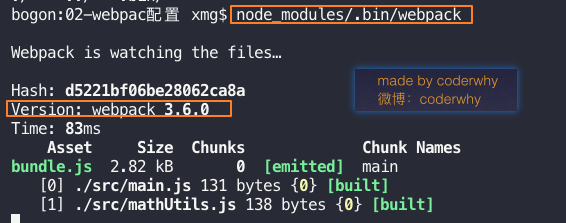 bogon:02-webpac配置 xmg$ node_modules/.bin/webpack
Webpack is watching the files…
Hash: d5221bf06be28062ca8a
Version: webpack 3.6.0
Time: 83ms
made by coderwhy
微博：coderwhy
Asset Size Chunks Chunk Names
bundle.js 2.82 kB 0 [emitted] main
[0] ./src/main.js 131 bytes {0} [built]
[1] ./src/mathUtils.js 138 bytes {0} [built]